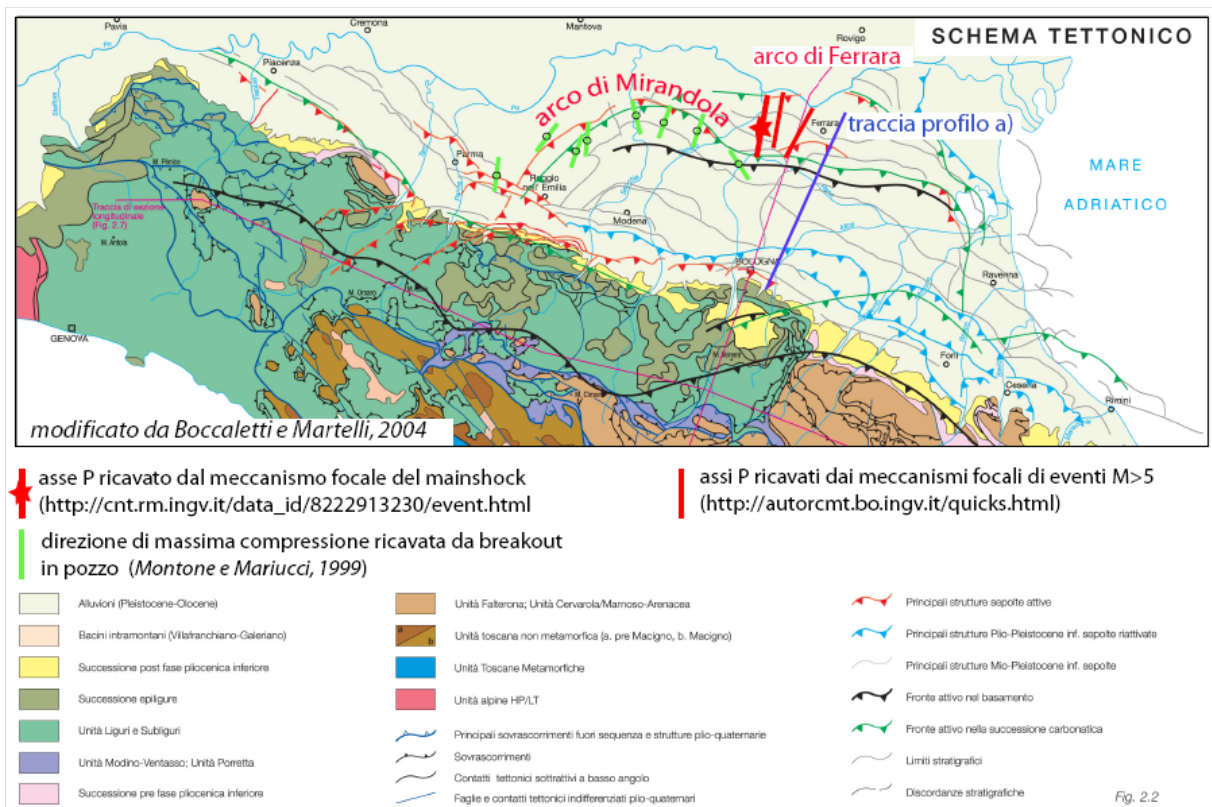 Pavia
Cremona
Mantova
Rovigo
SCHEMA TETTONICO
Piacenza
arco di Ferrara
arco di Mirandola
Ferrara
traccia profilo a)
Po
Parma
Reggio
nell' Emilia
Modena
MARE
ADRIATICO
Traccia di sezione
longitudinale
(Fig. 2.7)
M. Antola
BOLOGNA
Ravenna
GENOVA
Forlì
Cesena
Rimini
modificato da Boccaletti e Martelli, 2004
asse P ricavato dal meccanismo focale del mainshock
(http://cnt.rm.ingv.it/data_id/8222913230/event.html
assi P ricavati dai meccanismi focali di eventi M>5
(http://autorcmt.bo.ingv.it/quicks.html)
direzione di massima compressione ricavata da breakout
in pozzo (Montone e Mariucci, 1999)
Alluvioni (Pleistocene-Olocene)
Bacini intramontani (Villafranchiano-Galeriano)
Successione post fase pliocenica inferiore
Successione epiligure
Unità Liguri e Subliguri
Unità Modino-Ventasso; Unità Porretta
Successione pre fase pliocenica inferiore
Unità Falterona; Unità Cervarola/Marnoso-Arenacea
a
b
Unità toscana non metamorfica (a. pre Macigno, b. Macigno)
Unità Toscane Metamorfiche
Unità alpine HP/LT
Principali sovrascorrimenti fuori sequenza e strutture plio-quaternarie
Sovrascorrimenti
Contatti tettonici sottrattivi a basso angolo
Faglie e contatti tettonici indifferenziati plio-quaternari
Principali strutture sepolte attive
Principali strutture Plio-Pleistocene inf. sepolte riattivate
Principali strutture Mio-Pleistocene inf. sepolte
Fronte attivo nel basamento
Fronte attivo nella successione carbonatica
Limiti stratigrafici
Discordanze stratigrafiche
Fig. 2.2